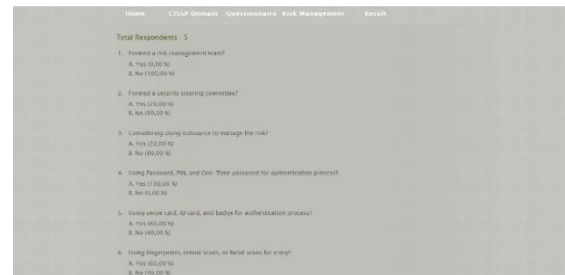 Home CISSP Domain Questionnaire Risk Management Result
Total Respondents : 5
1. Formed a risk management team?
A. Yes (0,00 %)
B. No (100,00 %)
2. Formed a security steering committee?
A. Yes (20,00 %)
B. No (80,00 %)
3. Considering using outsource to manage the risk?
A. Yes (20,00 %)
B. No (80,00 %)
4. Using Password, PIN, and One- Time password for authentication process?
A. Yes (100,00 %)
B. No (0,00 %)
5. Using swipe card, ID card, and badge for authentication process?
A. Yes (60,00 %)
B. No (40,00 %)
6. Using fingerprints, retinal scans, or facial scans for entry?
A. Yes (60,00 %)
B. No (40,00 %)